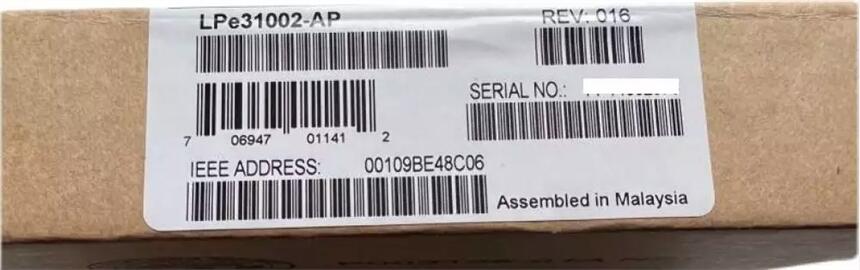 LPe31002-AP
REV: 016
SERIAL NO.:
7 06947 01141 2
IEEE ADDRESS: 00109BE48C06
Assembled in Malaysia